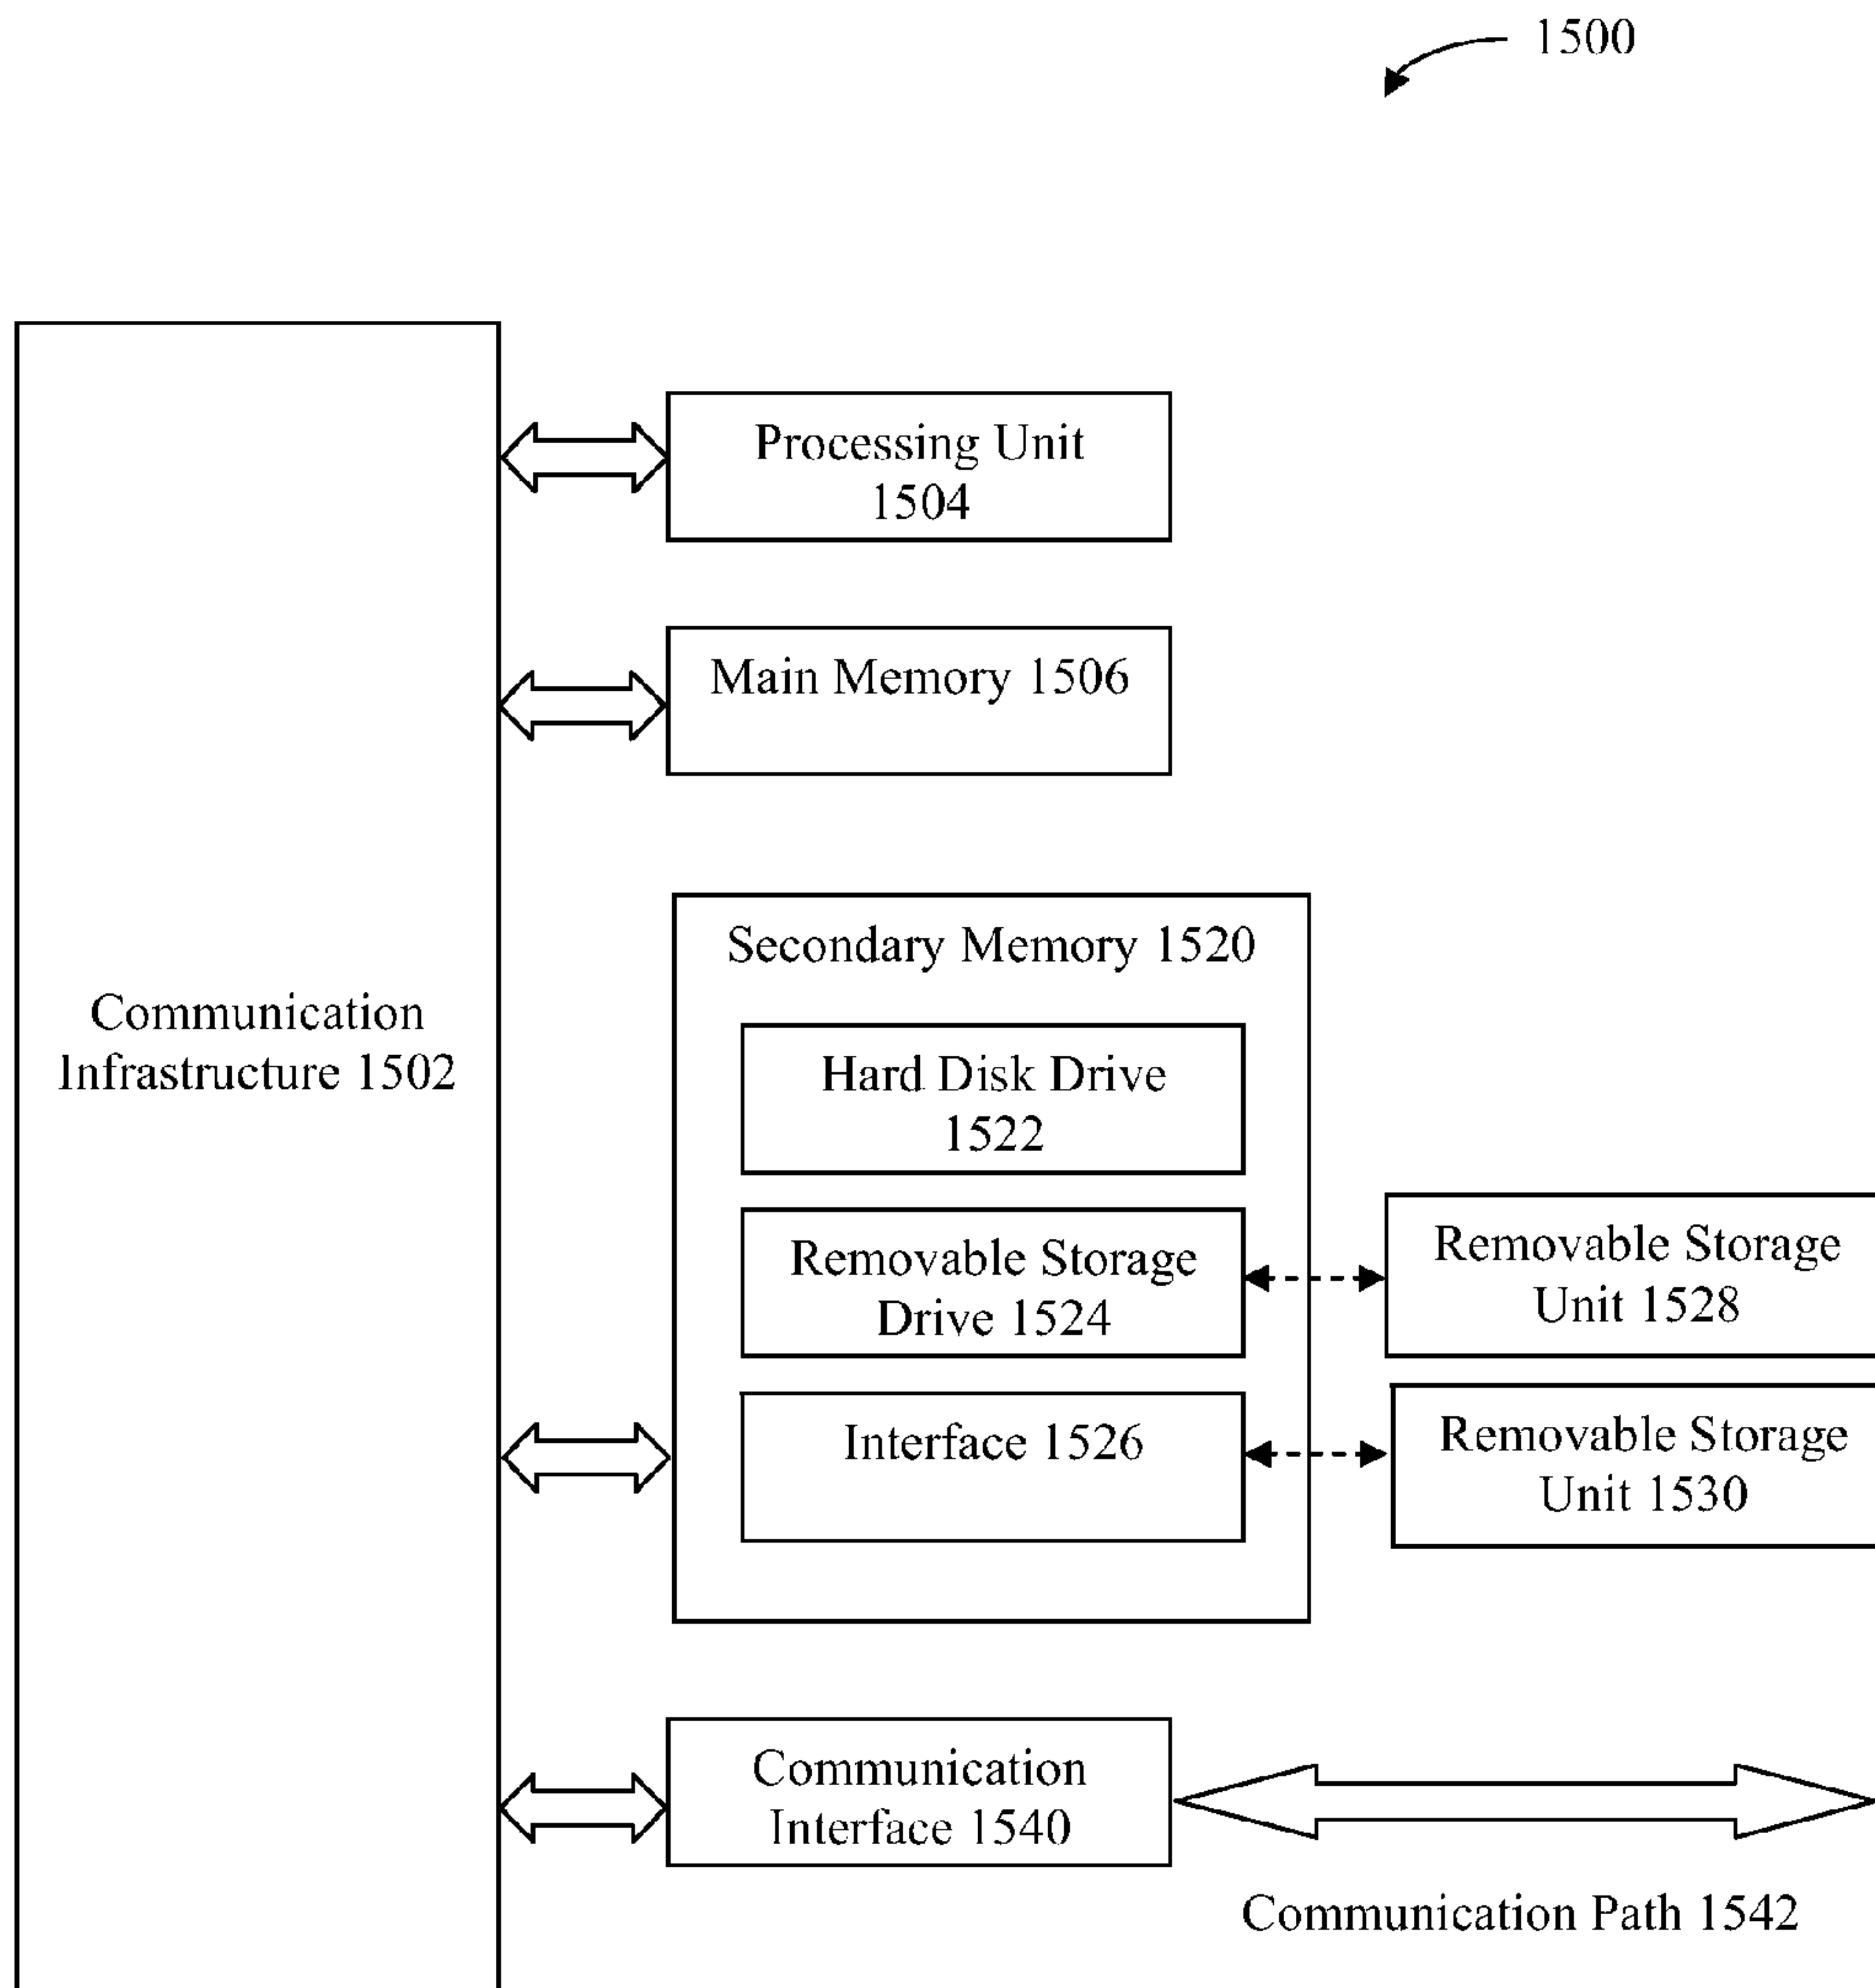 1500
Processing Unit
1504
Main Memory 1506
Secondary Memory 1520
Communication
Infrastructure 1502
Hard Disk Drive
1522
Removable Storage
Drive 1524
Removable Storage
Unit 1528
Interface 1526
Removable Storage
Unit 1530
Communication
Interface 1540
Communication Path 1542